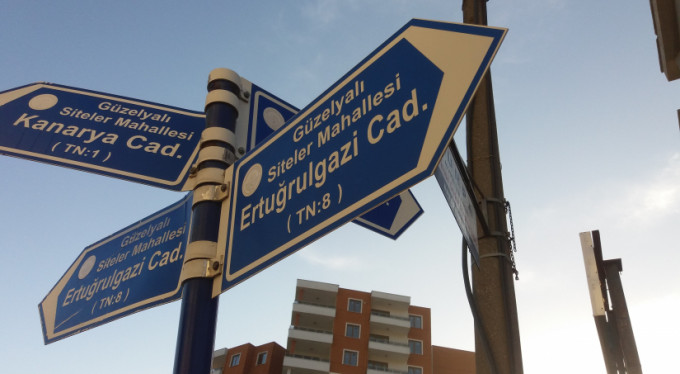 Güzelyalı
Siteler Mahallesi
Kanarya Cad.
( TN:1 )
Güzelyalı
Siteler Mahallesi
Ertuğrulgazi Cad.
( TN:8 )
Güzelyalı
Siteler Mahallesi
Ertuğrulgazi Cad.
( TN:8 )